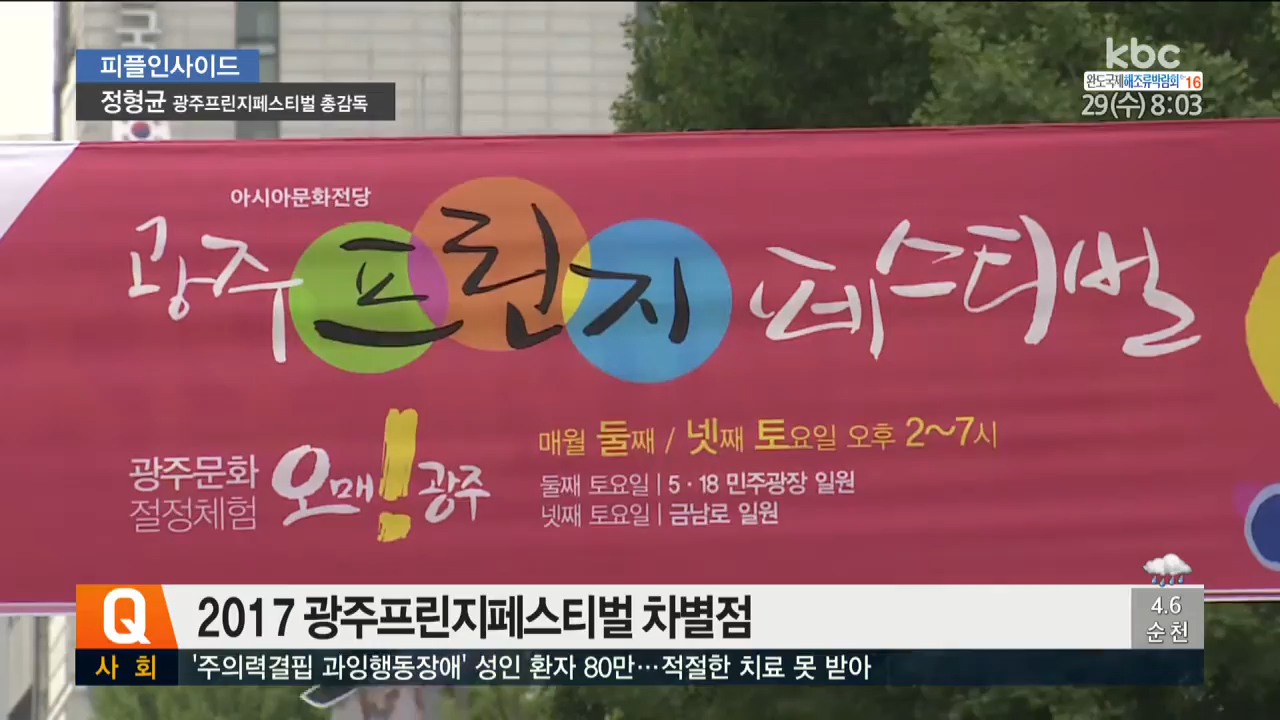 피플인사이드
정형균 광주프린지페스티벌 총감독
kbc
완도국제해조류박람회 D-16
29(수) 8:03
아시아문화전당
광주 프린지 페스티벌
광주문화
절정체험
오매! 광주
매월 둘째 / 넷째 토요일 오후 2~7시
둘째 토요일 | 5·18 민주광장 일원
넷째 토요일 | 금남로 일원
Q 2017 광주프린지페스티벌 차별점
4.6
순천
사 회 '주의력결핍 과잉행동장애' 성인 환자 80만…적절한 치료 못 받아